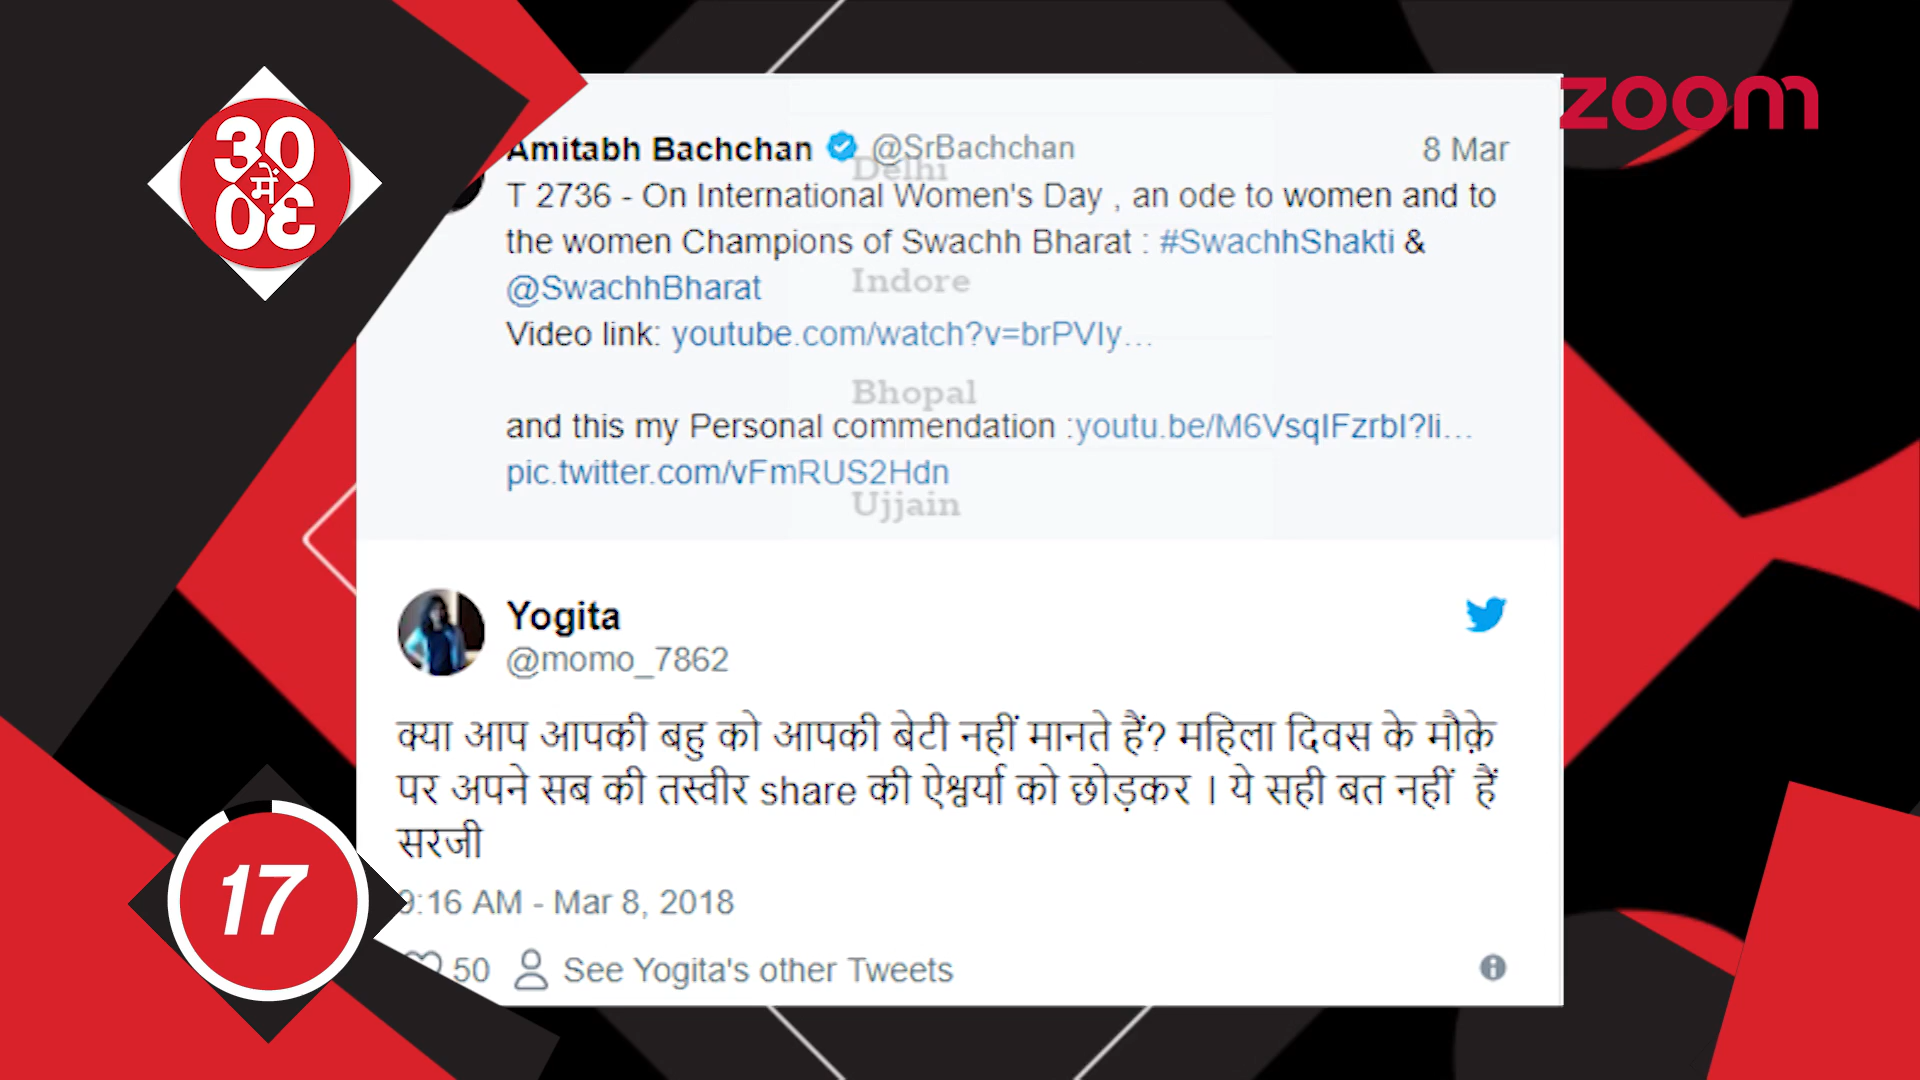 30
में
30
zoom
Amitabh Bachchan @SrBachchan 8 Mar
Delhi
T 2736 - On International Women's Day , an ode to women and to
the women Champions of Swachh Bharat : #SwachhShakti &
Indore
@SwachhBharat
Video link: youtube.com/watch?v=brPVIy…
Bhopal
and this my Personal commendation :youtu.be/M6VsqIFzrbI?li…
pic.twitter.com/vFmRUS2Hdn
Ujjain
Yogita
@momo_7862
क्या आप आपकी बहु को आपकी बेटी नहीं मानते हैं? महिला दिवस के मौक़े
पर अपने सब की तस्वीर share की ऐश्वर्या को छोड़कर । ये सही बत नहीं हैं
सरजी
9:16 AM - Mar 8, 2018
50 See Yogita's other Tweets
17